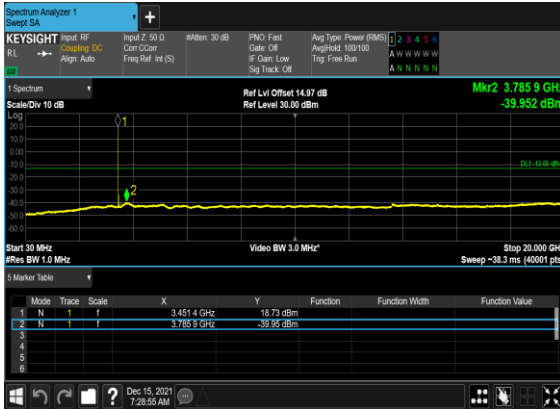 Spectrum Analyzer 1
Swept SA
+
KEYSIGHT Input: RF Input Z: 50 Ω #Atten: 30 dB PNO: Fast Avg Type: Power (RMS) 1 2 3 4 5 6
RL Coupling: DC Corr CCorr Gate: Off Avg|Hold: 100/100 A W W W W W
Align: Auto Freq Ref: Int (S) IF Gain: Low Trig: Free Run
Sig Track: Off A N N N N N
1 Spectrum Ref Lvl Offset 14.97 dB Mkr2 3.785 9 GHz
Scale/Div 10 dB Ref Level 30.00 dBm -39.952 dBm
Log
20.0
10.0
0.00
-10.0
-20.0
-30.0
-40.0
-50.0
-60.0
1
2
DL1 -13.00 dBm
Start 30 MHz Video BW 3.0 MHz* Stop 20.000 GHz
#Res BW 1.0 MHz Sweep ~38.3 ms (40001 pts)
5 Marker Table
Mode Trace Scale X Y Function Function Width Function Value
1 N 1 f 3.451 4 GHz 18.73 dBm
2 N 1 f 3.785 9 GHz -39.95 dBm
3
4
5
6
? Dec 15, 2021
7:28:55 AM